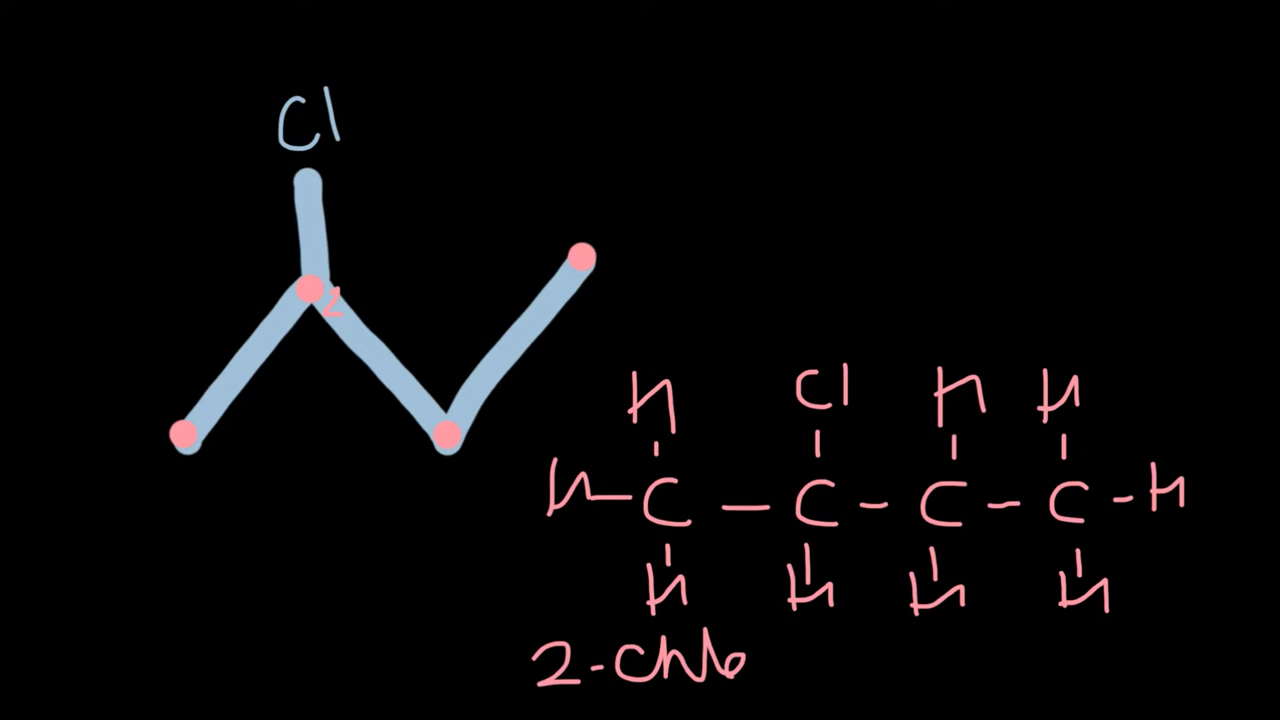 Cl
2
H Cl H H
H-C-C-C-C-H
H H H H
2-Chlo